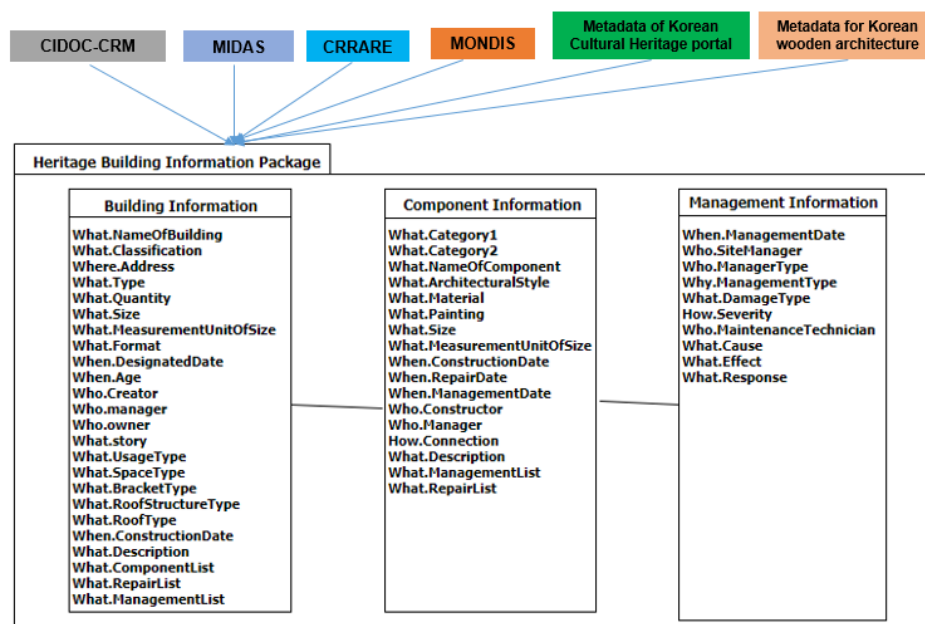 CIDOC-CRM
MIDAS
CRRARE
MONDIS
Metadata of Korean
Cultural Heritage portal
Metadata for Korean
wooden architecture
Heritage Building Information Package
Building Information
What.NameOfBuilding
What.Classification
Where.Address
What.Type
What.Quantity
What.Size
What.MeasurementUnitOfSize
What.Format
When.DesignatedDate
When.Age
Who.Creator
Who.manager
Who.owner
What.story
What.UsageType
What.SpaceType
What.BracketType
What.RoofStructureType
What.RoofType
When.ConstructionDate
What.Description
What.ComponentList
What.RepairList
What.ManagementList
Component Information
What.Category1
What.Category2
What.NameOfComponent
What.ArchitecturalStyle
What.Material
What.Painting
What.Size
What.MeasurementUnitOfSize
When.ConstructionDate
When.RepairDate
When.ManagementDate
Who.Constructor
Who.Manager
How.Connection
What.Description
What.ManagementList
What.RepairList
Management Information
When.ManagementDate
Who.SiteManager
Who.ManagerType
Why.ManagementType
What.DamageType
How.Severity
Who.MaintenanceTechnician
What.Cause
What.Effect
What.Response